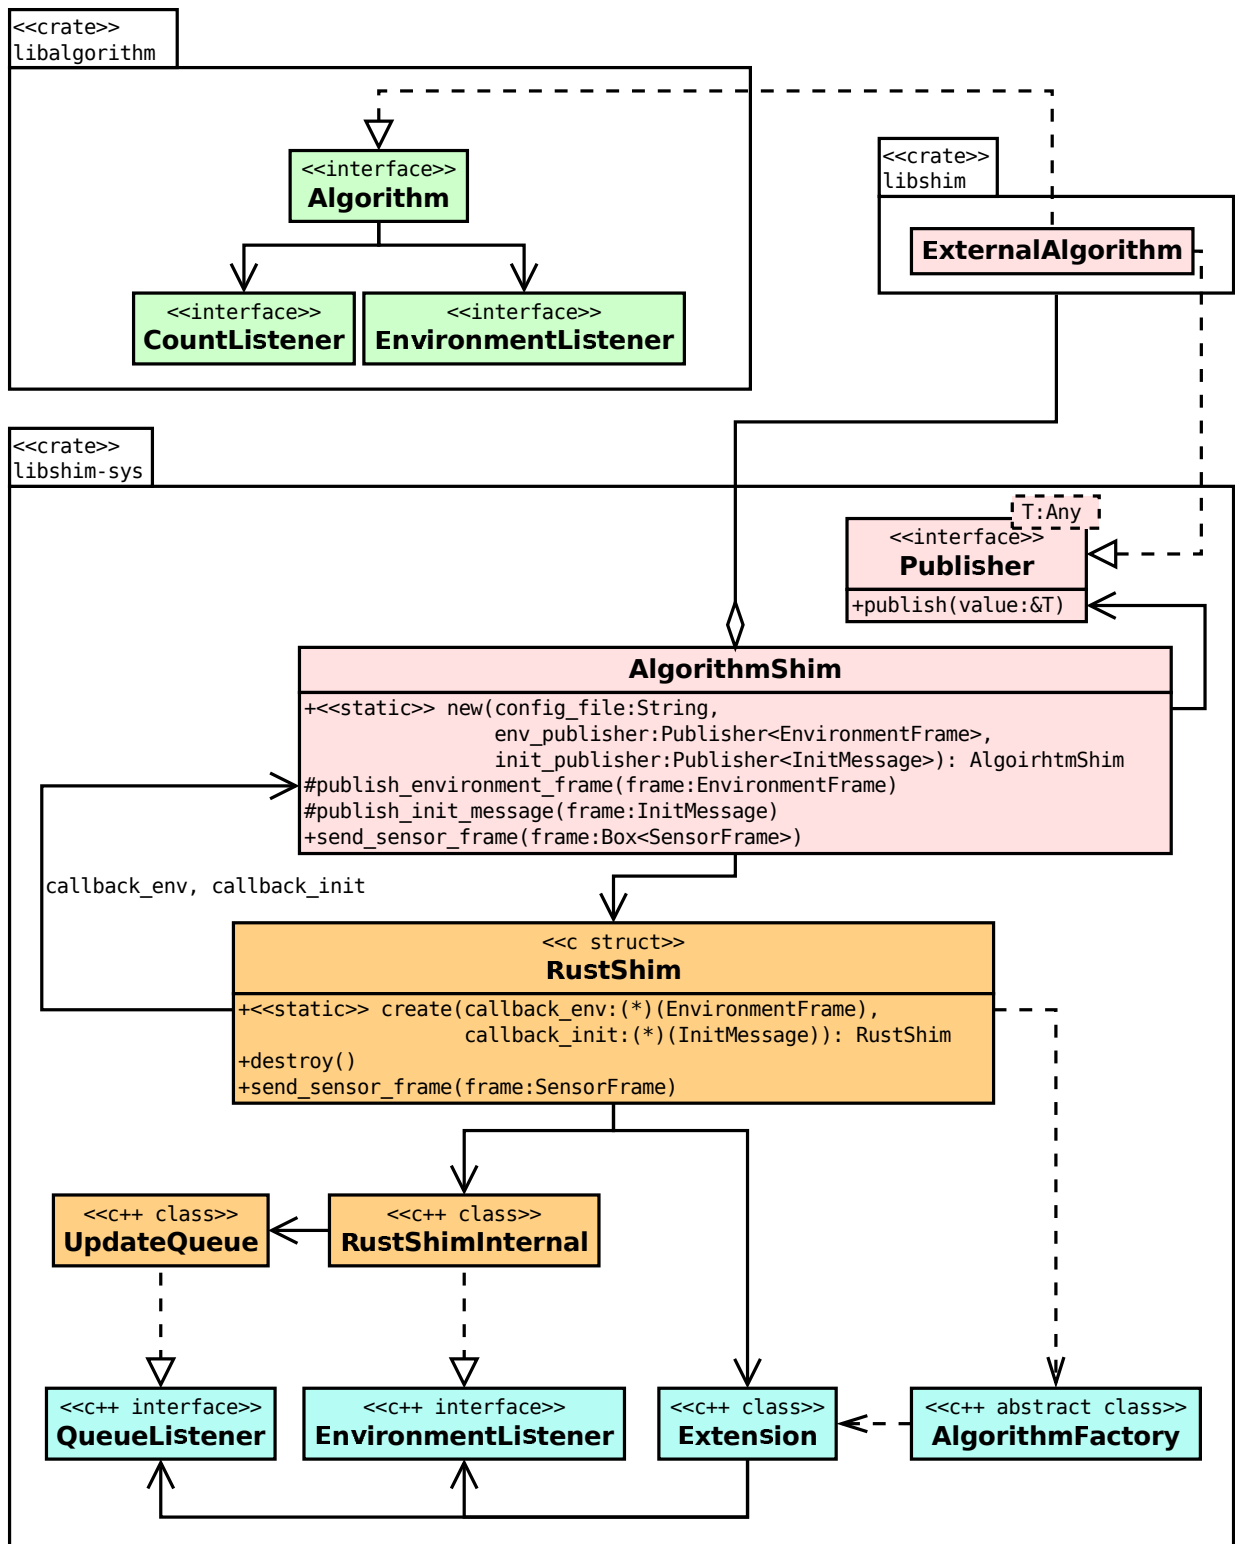 <<crate>>
libalgorithm
<<interface>>
Algorithm
<<crate>>
libshim
ExternalAlgorithm
<<interface>>
CountListener
<<interface>>
EnvironmentListener
<<crate>>
libshim-sys
T:Any
<<interface>>
Publisher
+publish(value:&T)
AlgorithmShim
+<<static>> new(config_file:String,
env_publisher:Publisher<EnvironmentFrame>,
init_publisher:Publisher<InitMessage>): AlgoirhtmShim
#publish_environment_frame(frame:EnvironmentFrame)
#publish_init_message(frame:InitMessage)
+send_sensor_frame(frame:Box<SensorFrame>)
callback_env, callback_init
<<c struct>>
RustShim
+<<static>> create(callback_env:(*)(EnvironmentFrame),
callback_init:(*)(InitMessage)): RustShim
+destroy()
+send_sensor_frame(frame:SensorFrame)
<<c++ class>>
UpdateQueue
<<c++ class>>
RustShimInternal
<<c++ interface>>
QueueListener
<<c++ interface>>
EnvironmentListener
<<c++ class>>
Extension
<<c++ abstract class>>
AlgorithmFactory